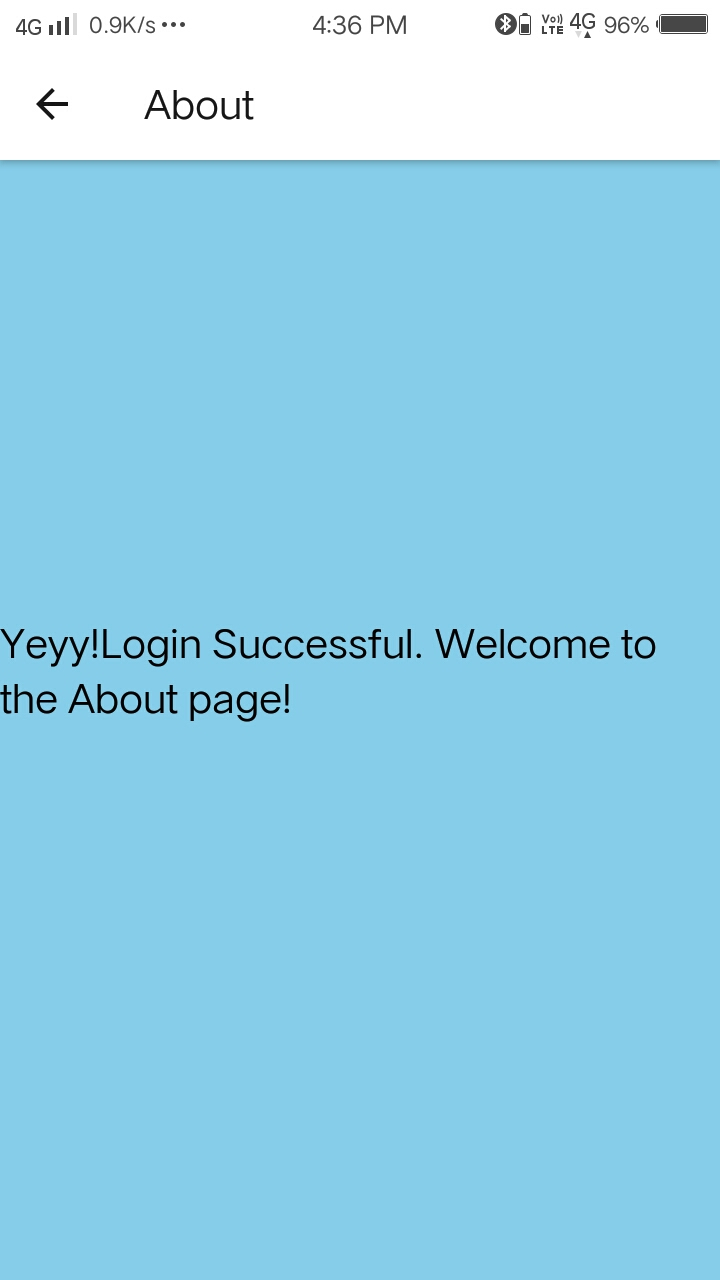 4G 0.9K/s ... 4:36 PM Vo)) LTE 4G 96%
About
Yeyy!Login Successful. Welcome to
the About page!